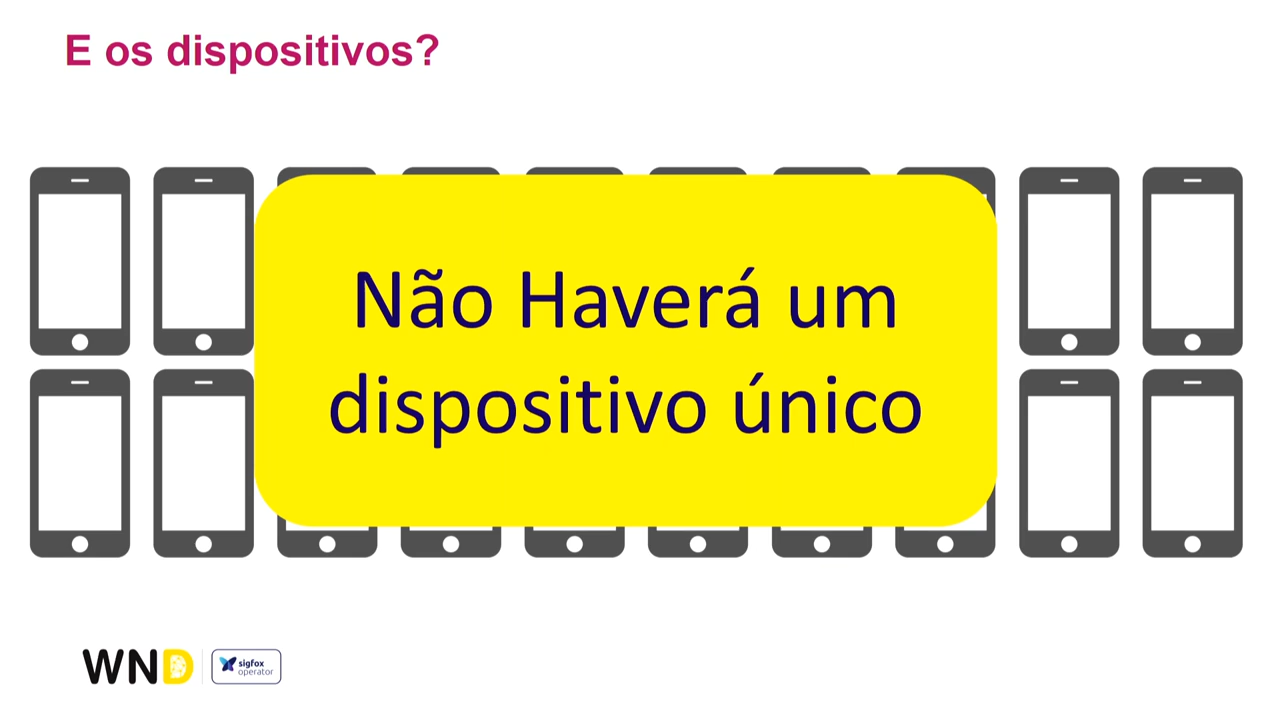 E os dispositivos?
Não Haverá um
dispositivo único
WND
sigfox
operator